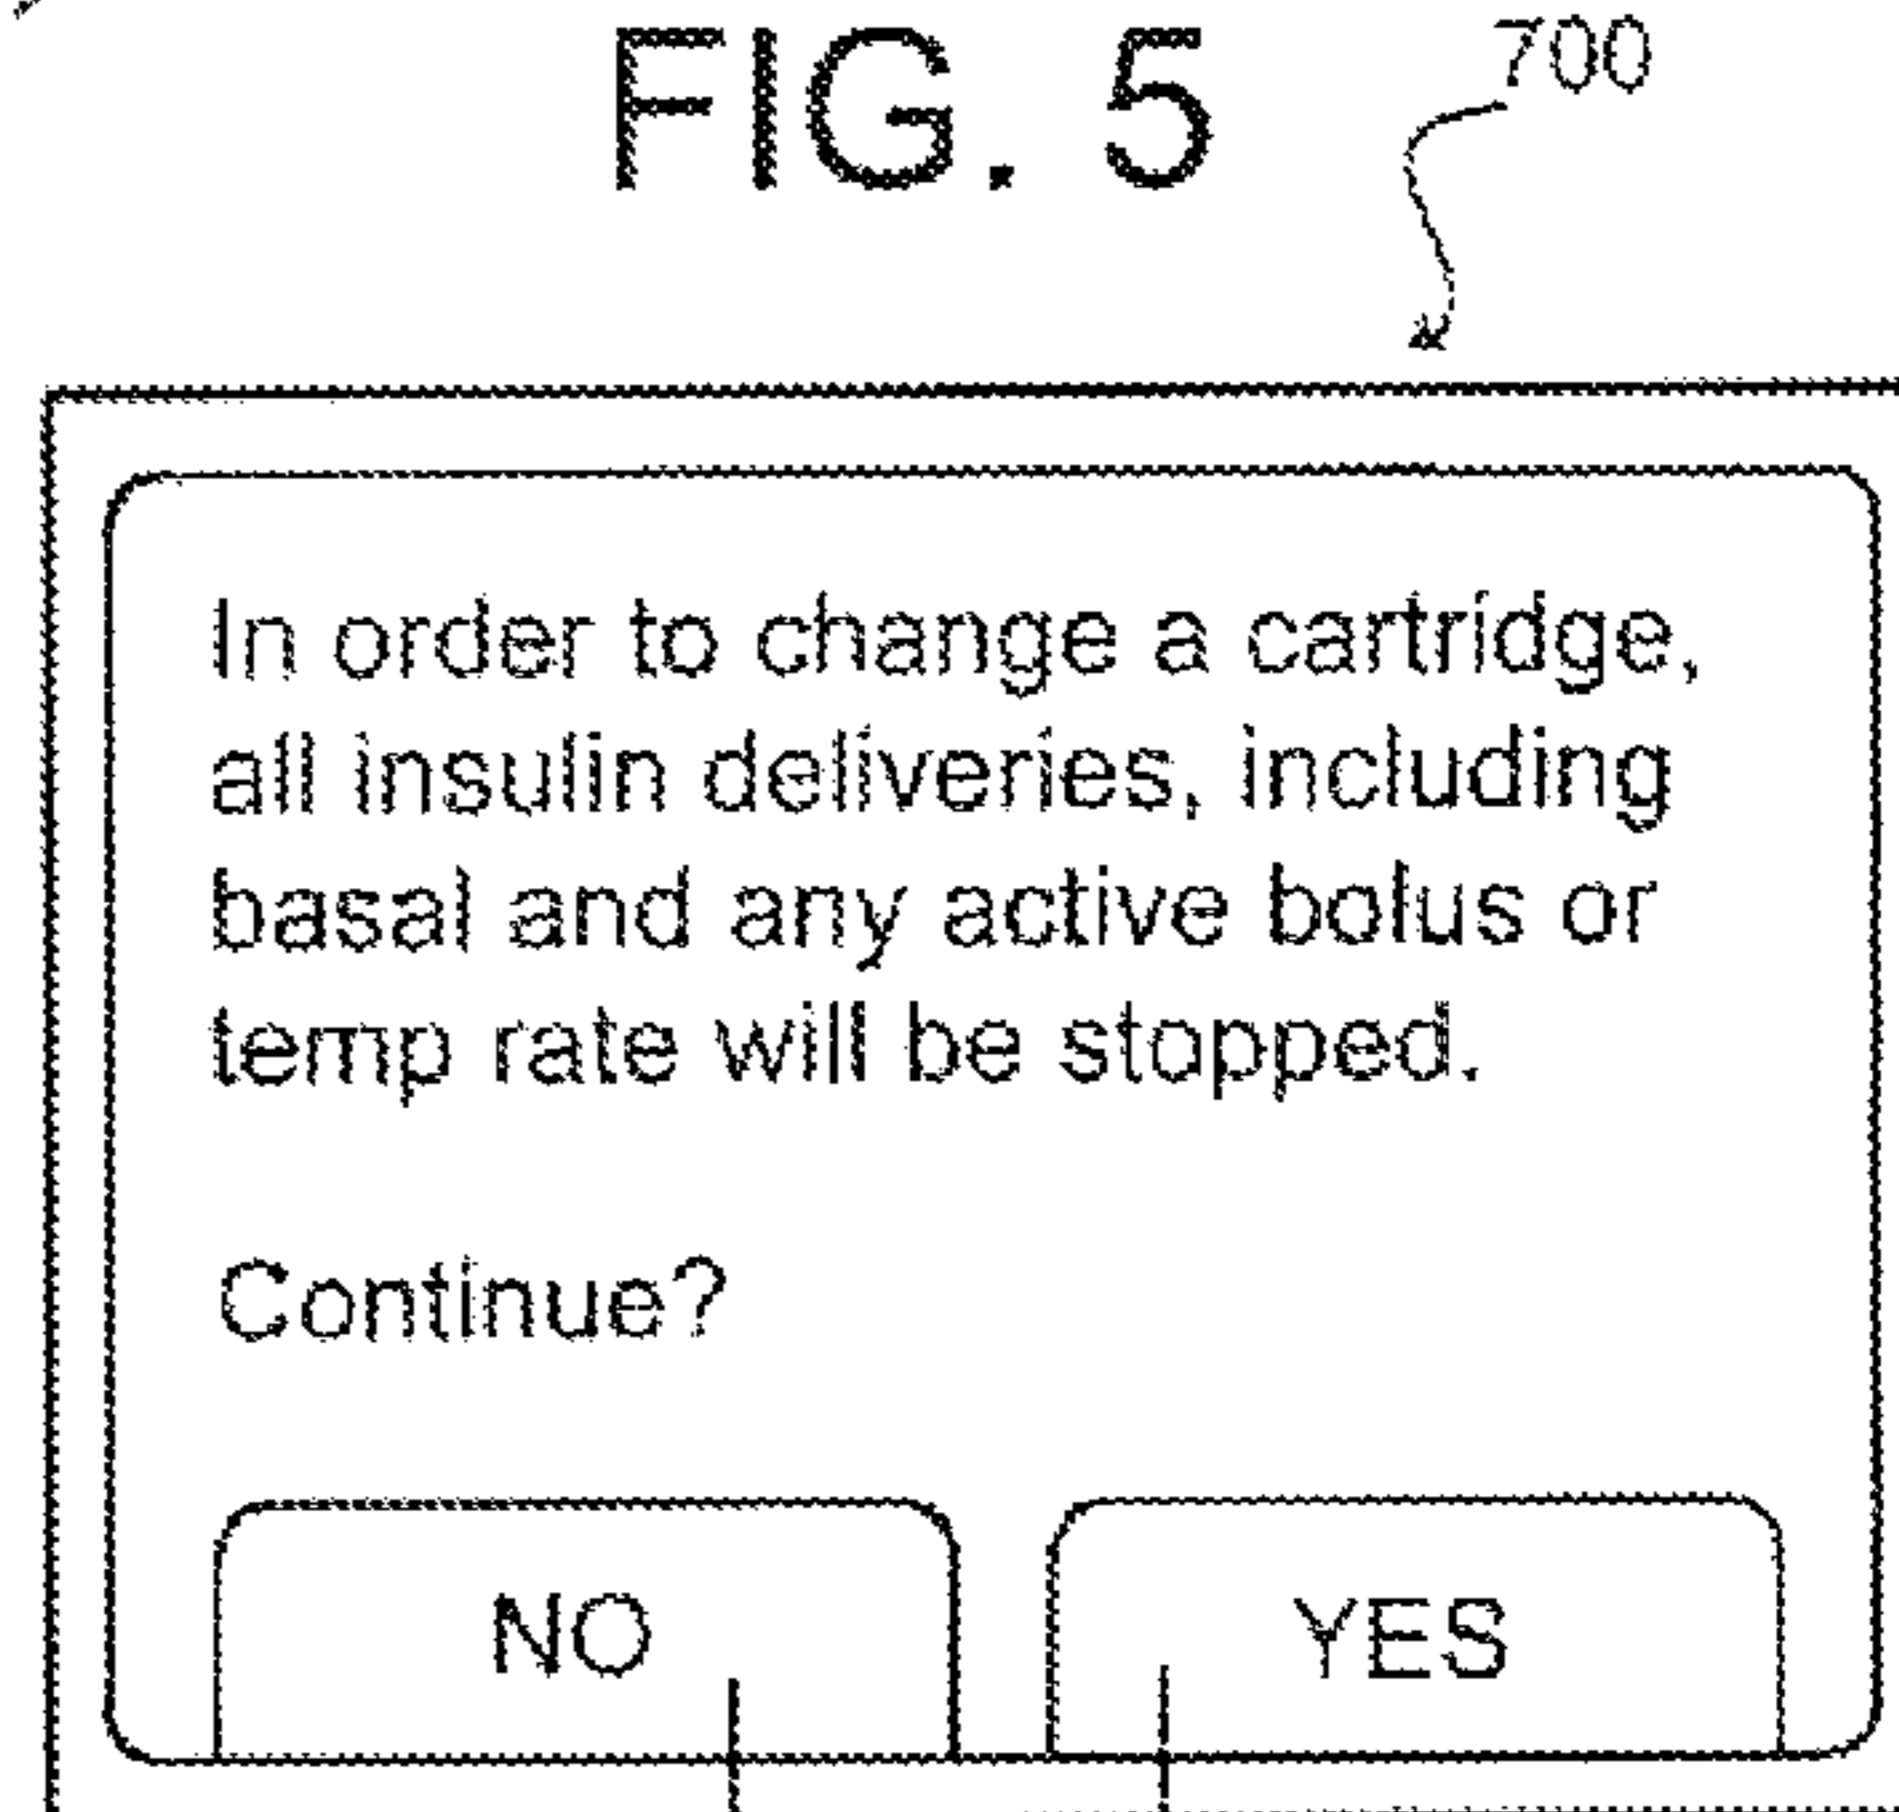 FIG. 5
700
In order to change a cartridge,
all insulin deliveries, including
basal and any active bolus or
temp rate will be stopped.
Continue?
NO YES